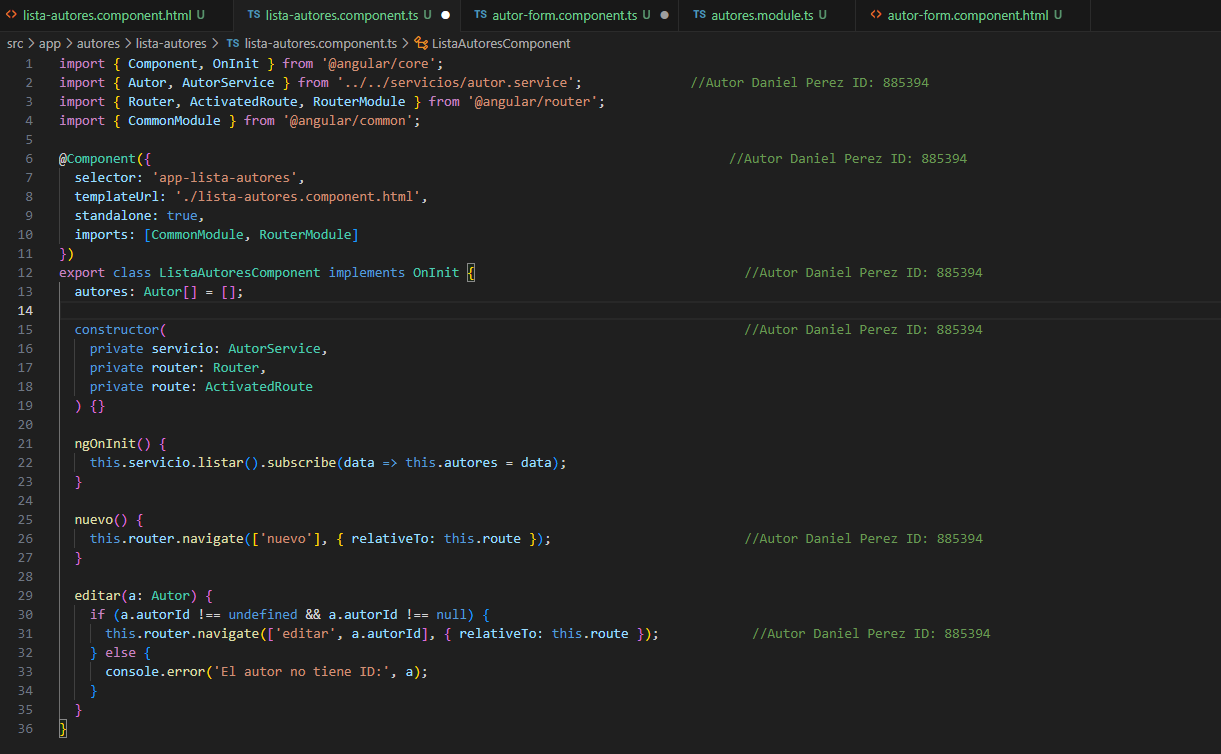 lista-autores.component.html U TS lista-autores.component.ts U TS autor-form.component.ts U TS autores.module.ts U autor-form.component.html U
src > app > autores > lista-autores > TS lista-autores.component.ts > ListaAutoresComponent
1 import { Component, OnInit } from '@angular/core';
2 import { Autor, AutorService } from '../../servicios/autor.service'; //Autor Daniel Perez ID: 885394
3 import { Router, ActivatedRoute, RouterModule } from '@angular/router';
4 import { CommonModule } from '@angular/common';
5
6 @Component({ //Autor Daniel Perez ID: 885394
7 selector: 'app-lista-autores',
8 templateUrl: './lista-autores.component.html',
9 standalone: true,
10 imports: [CommonModule, RouterModule]
11 })
12 export class ListaAutoresComponent implements OnInit { //Autor Daniel Perez ID: 885394
13 autores: Autor[] = [];
14
15 constructor( //Autor Daniel Perez ID: 885394
16 private servicio: AutorService,
17 private router: Router,
18 private route: ActivatedRoute
19 ) {}
20
21 ngOnInit() {
22 this.servicio.listar().subscribe(data => this.autores = data);
23 }
24
25 nuevo() {
26 this.router.navigate(['nuevo'], { relativeTo: this.route }); //Autor Daniel Perez ID: 885394
27 }
28
29 editar(a: Autor) {
30 if (a.autorId !== undefined && a.autorId !== null) {
31 this.router.navigate(['editar', a.autorId], { relativeTo: this.route }); //Autor Daniel Perez ID: 885394
32 } else {
33 console.error('El autor no tiene ID:', a);
34 }
35 }
36 }